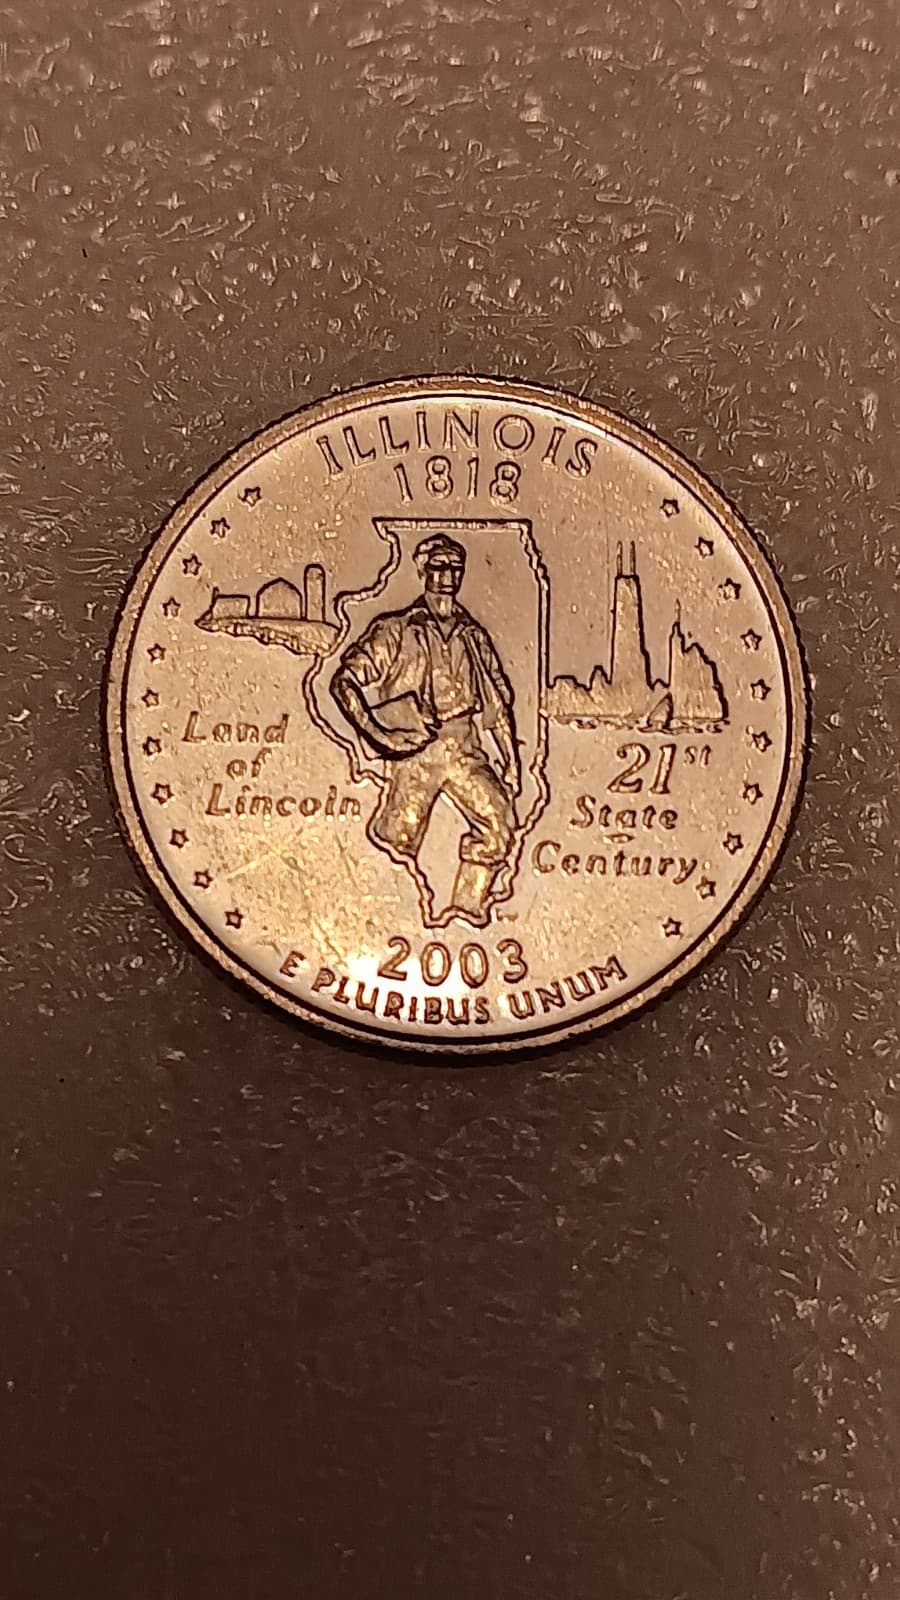 ILLINOIS
1818
Land
of
Lincoln
21st
State
Century
2003
E PLURIBUS UNUM